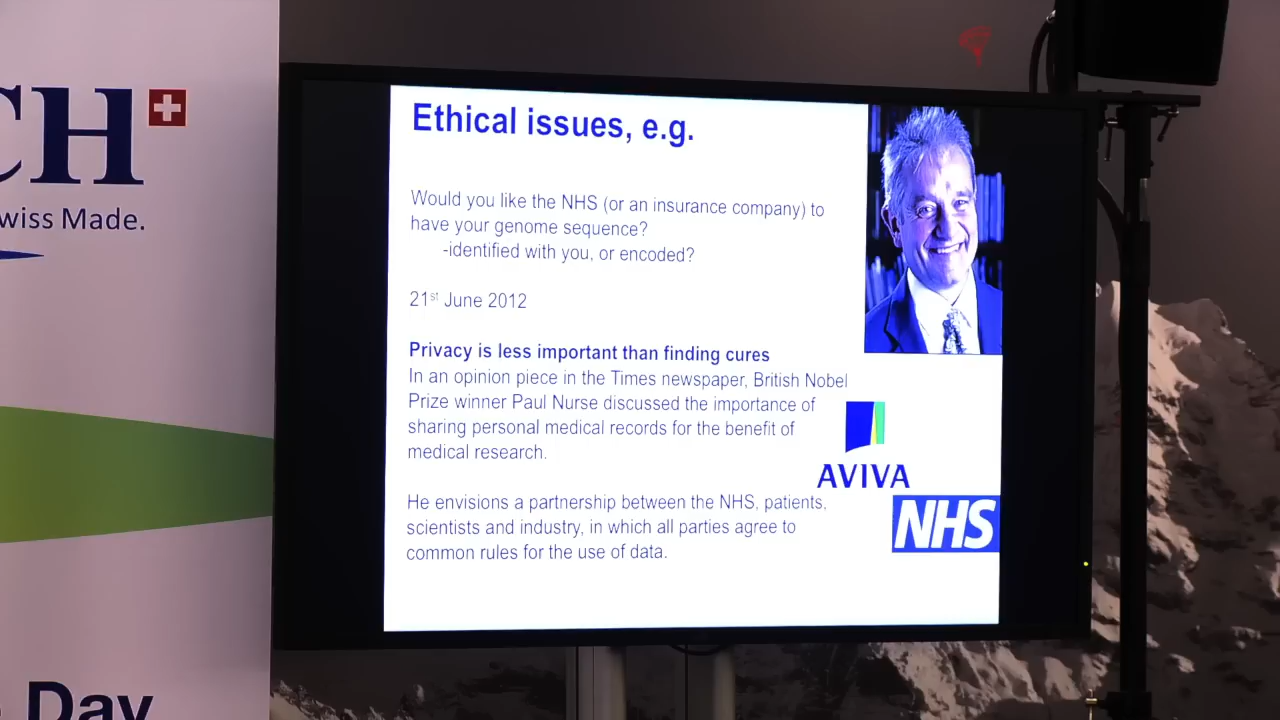 CH
wiss Made.
Day
Ethical issues, e.g.
Would you like the NHS (or an insurance company) to
have your genome sequence?
-identified with you, or encoded?
21st June 2012
Privacy is less important than finding cures
In an opinion piece in the Times newspaper, British Nobel
Prize winner Paul Nurse discussed the importance of
sharing personal medical records for the benefit of
medical research.
AVIVA
He envisions a partnership between the NHS, patients,
scientists and industry, in which all parties agree to
common rules for the use of data.
NHS